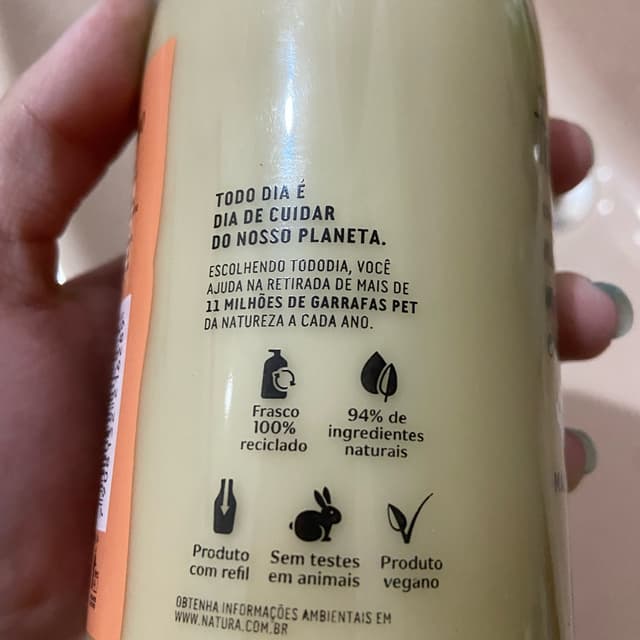 TODO DIA É
DIA DE CUIDAR
DO NOSSO PLANETA.
ESCOLHENDO TODODIA, VOCÊ
AJUDA NA RETIRADA DE MAIS DE
11 MILHÕES DE GARRAFAS PET
DA NATUREZA A CADA ANO.
Frasco
100%
reciclado
94% de
ingredientes
naturais
Produto
com refil
Sem testes
em animais
Produto
vegano
OBTENHA INFORMAÇÕES AMBIENTAIS EM
WWW.NATURA.COM.BR